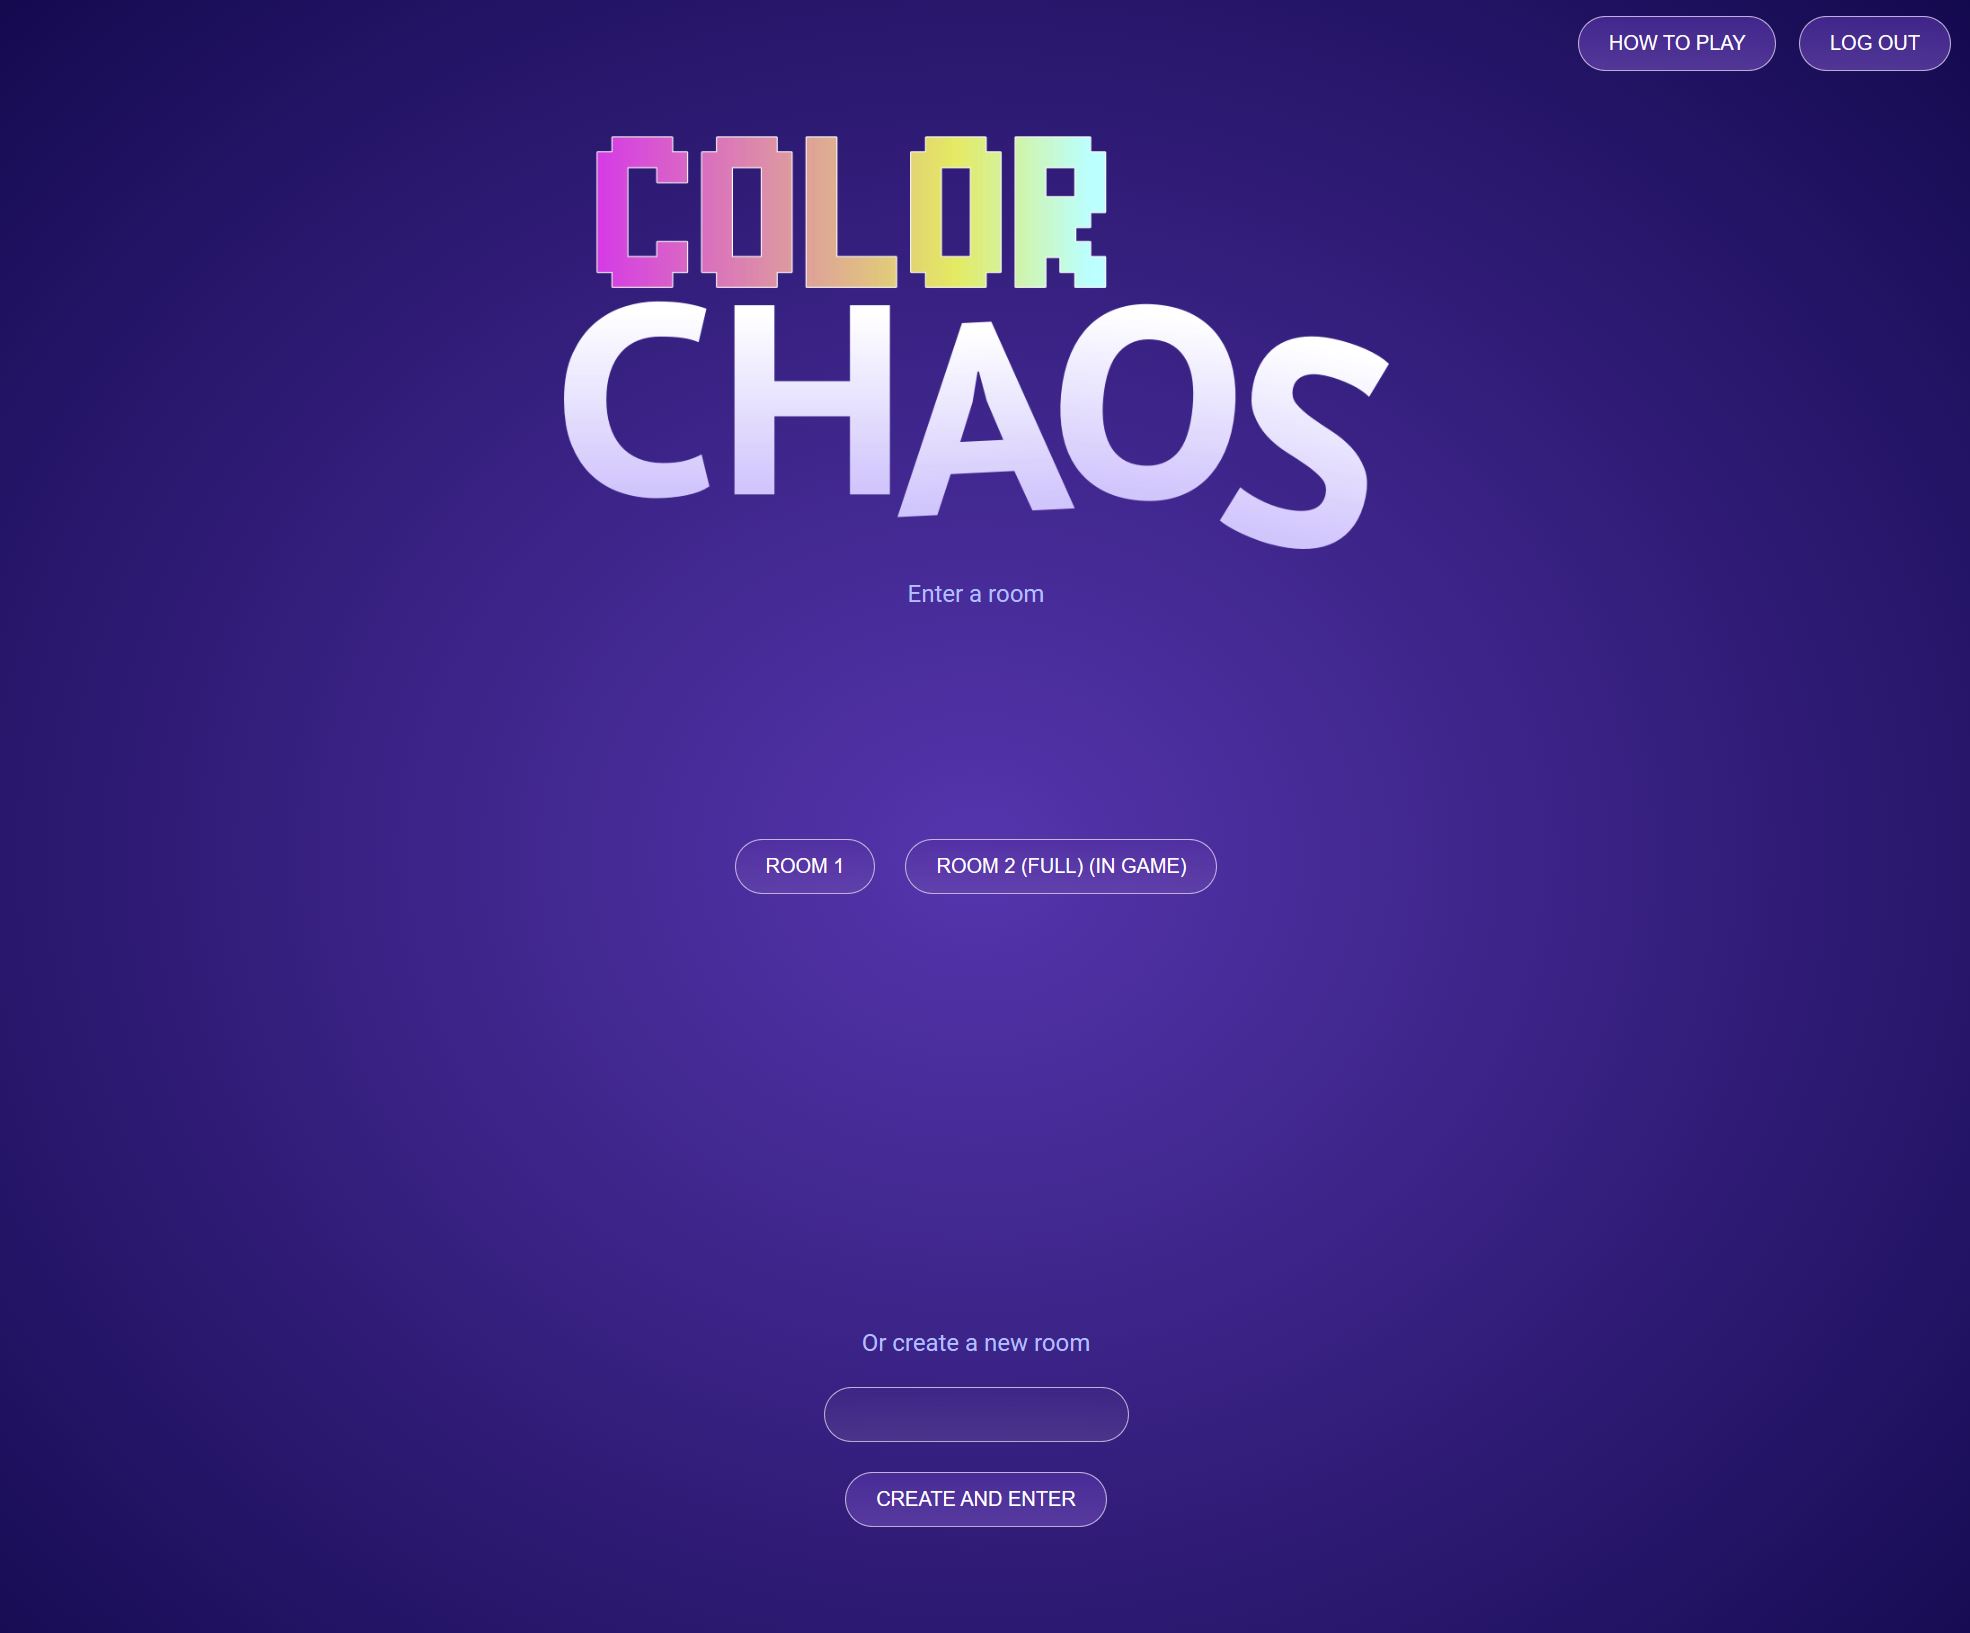 HOW TO PLAY LOG OUT
COLOR
CHAOS
Enter a room
ROOM 1 ROOM 2 (FULL) (IN GAME)
Or create a new room
CREATE AND ENTER